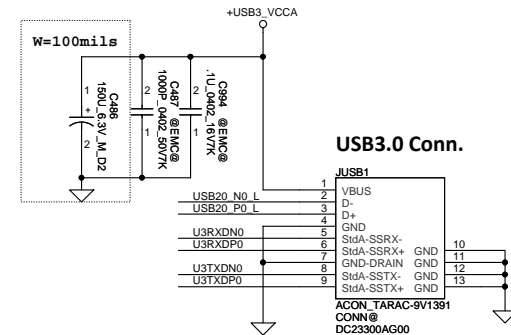 +USB3_VCCA
W=100mils
1
+
2
C486
150U_6.3V_M_D2
2
1
C487 @EMC@
1000P_0402_50V7K
2
1
C994 @EMC@
.1U_0402_16V7K
USB3.0 Conn.
JUSB1
1 VBUS
USB20_N0_L 2 D-
USB20_P0_L 3 D+
4 GND
U3RXDN0 5 StdA-SSRX-
U3RXDP0 6 StdA-SSRX+ GND 10
7 GND-DRAIN GND 11
U3TXDN0 8 StdA-SSTX- GND 12
U3TXDP0 9 StdA-SSTX+ GND 13
ACON_TARAC-9V1391
CONN@
DC23300AG00